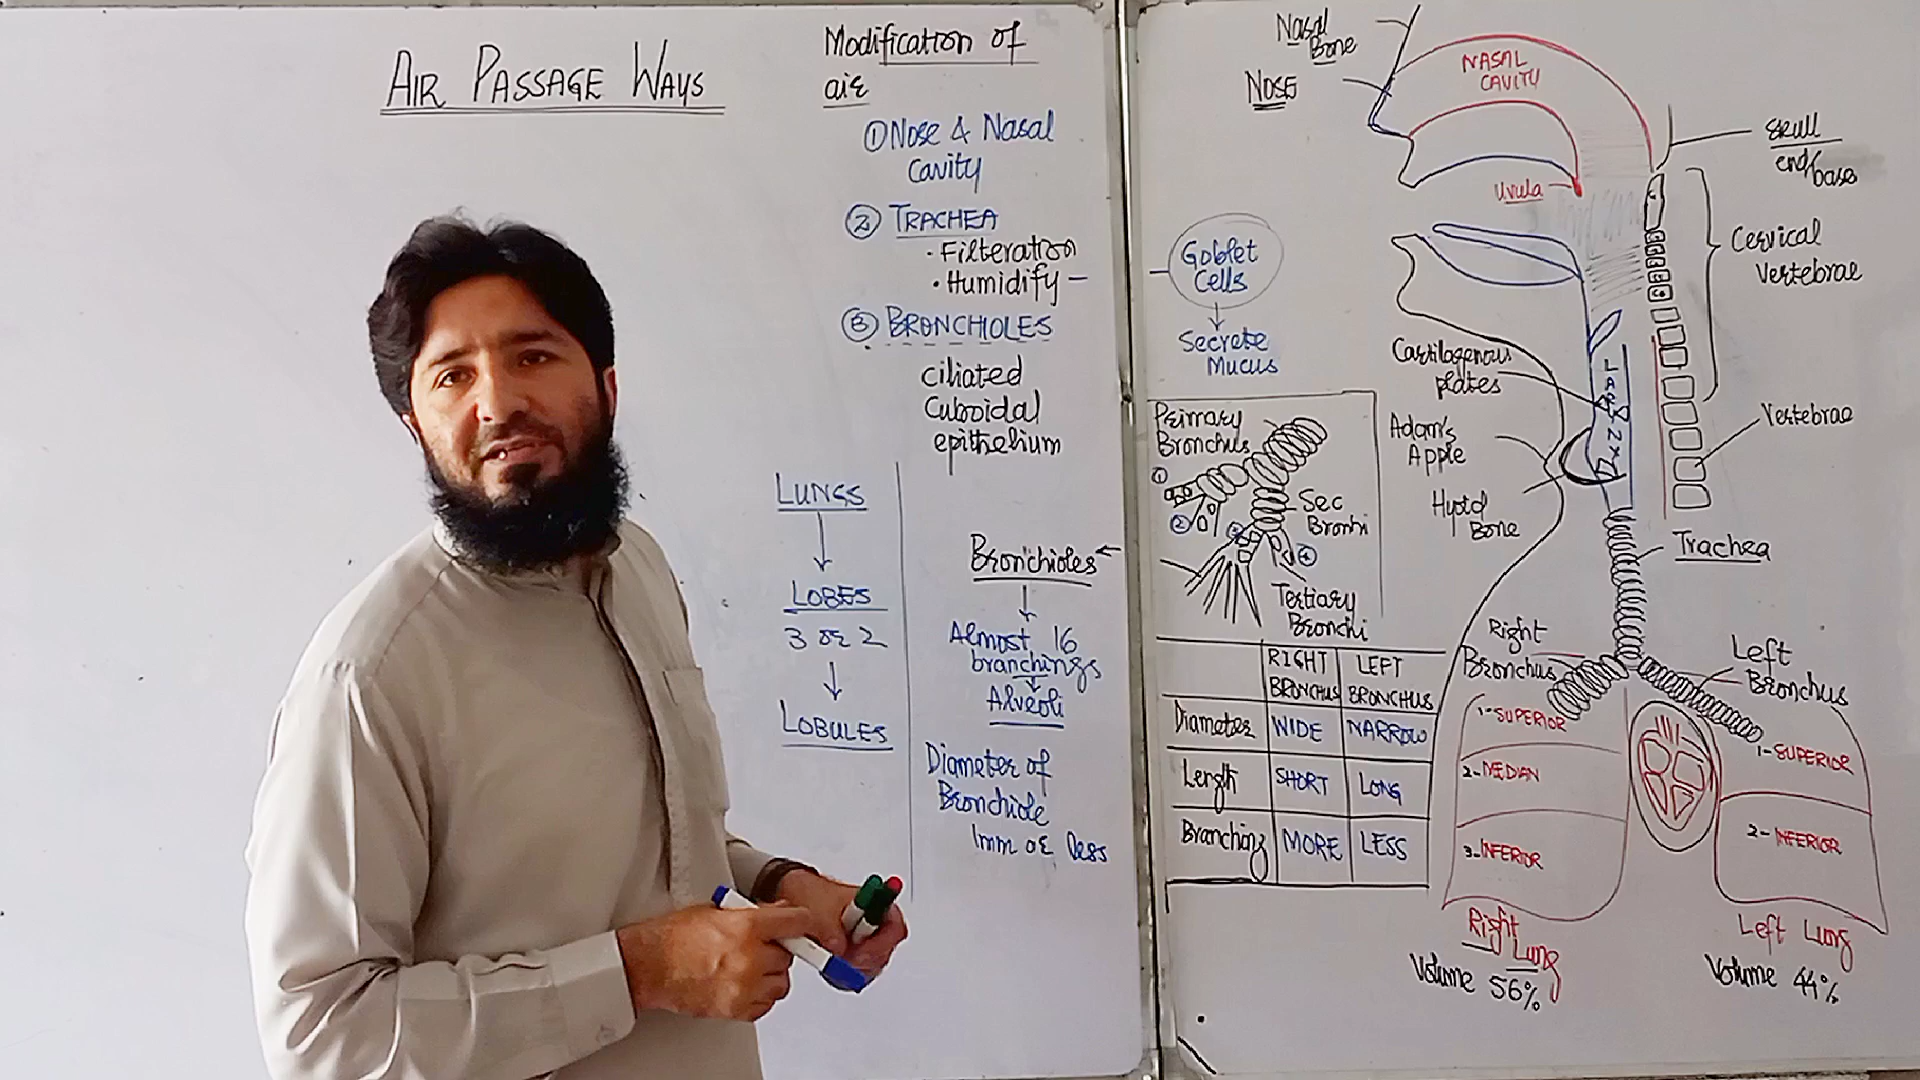 AIR PASSAGE WAYS
Modification of
air
① Nose & Nasal
Cavity
② TRACHEA
• Filteration
• Humidify –
③ BRONCHIOLES
ciliated
Cuboidal
epithelium
LUNGS
LOBES
3 or 2
LOBULES
Bronchioles
Almost 16
branchings
Alveoli
Diameter of
Bronchiole
1mm or less
Goblet
Cells
Secrete
Mucus
Primary
Bronchus
①
②
③
④
Sec
Bronhi
Tertiary
Bronchi
RIGHT BRONCHUS
LEFT BRONCHUS
Diameter WIDE NARROW
Length SHORT LONG
Branching MORE LESS
Nasal
Bone
NOSE
NASAL
CAVITY
Uvula
Skull
end/base
Cervical
Vertebrae
Cartilagenous
plates
LARYNX
Adam's
Apple
Hyoid
Bone
Vertebrae
Trachea
Right
Bronchus
Left
Bronchus
1-SUPERIOR
2-MEDIAN
3-INFERIOR
1-SUPERIOR
2-INFERIOR
Right
Lung
Volume 56%
Left Lung
Volume 44%